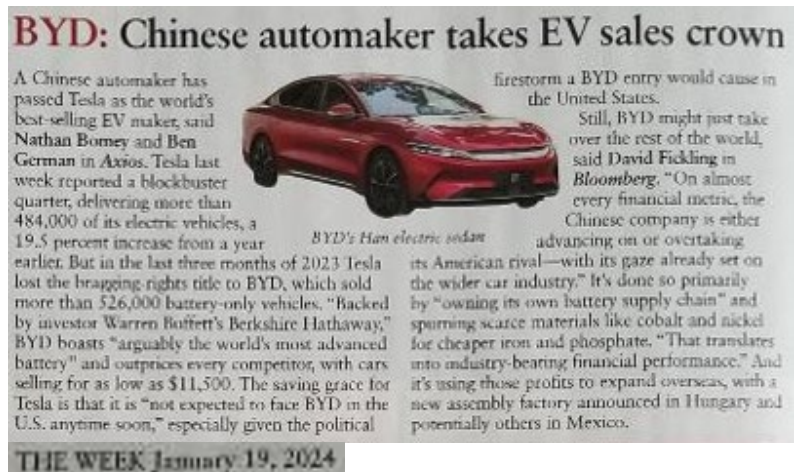 BYD: Chinese automaker takes EV sales crown
A Chinese automaker has
passed Tesla as the world's
best-selling EV maker, said
Nathan Bomey and Ben
German in Axios. Tesla last
week reported a blockbuster
quarter, delivering more than
484,000 of its electric vehicles, a
19.5 percent increase from a year
earlier. But in the last three months of 2023 Tesla
lost the bragging-rights title to BYD, which sold
more than 526,000 battery-only vehicles. "Backed
by investor Warren Buffett's Berkshire Hathaway,"
BYD boasts "arguably the world's most advanced
battery" and outprices every competitor, with cars
selling for as low as $11,500. The saving grace for
Tesla is that it is "not expected to face BYD in the
U.S. anytime soon," especially given the political
BYD's Han electric sedan
firestorm a BYD entry would cause in
the United States.
Still, BYD might just take
over the rest of the world,
said David Fickling in
Bloomberg. "On almost
every financial metric, the
Chinese company is either
advancing on or overtaking
its American rival—with its gaze already set on
the wider car industry." It's done so primarily
by "owning its own battery supply chain" and
spurning scarce materials like cobalt and nickel
for cheaper iron and phosphate. "That translates
into industry-beating financial performance." And
it's using those profits to expand overseas, with a
new assembly factory announced in Hungary and
potentially others in Mexico.
THE WEEK January 19, 2024